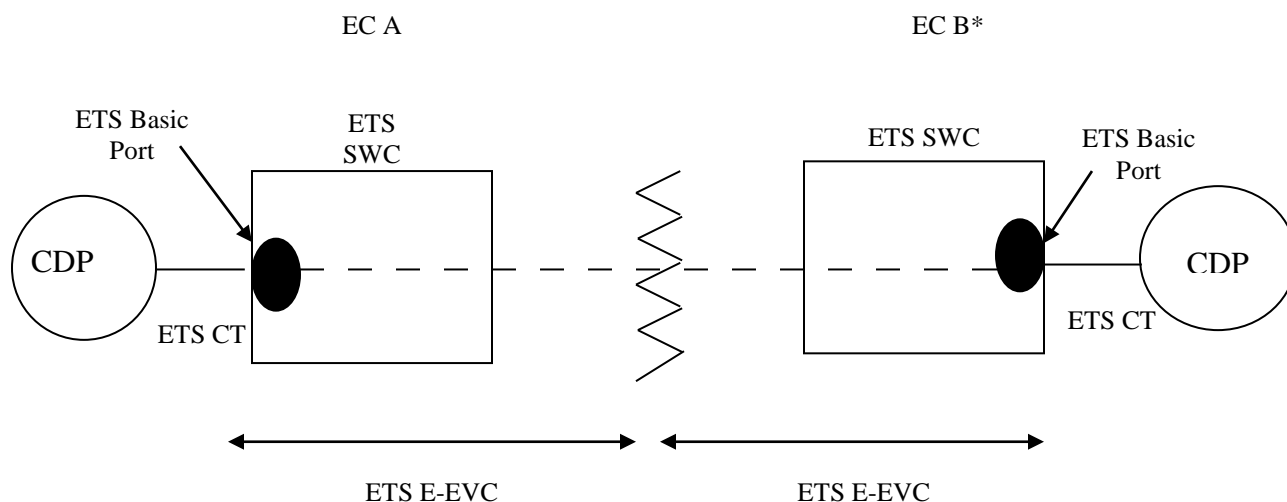 EC A
EC B*
ETS Basic
Port
ETS
SWC
ETS SWC
ETS Basic
Port
CDP
CDP
ETS CT
ETS CT
ETS E-EVC
ETS E-EVC